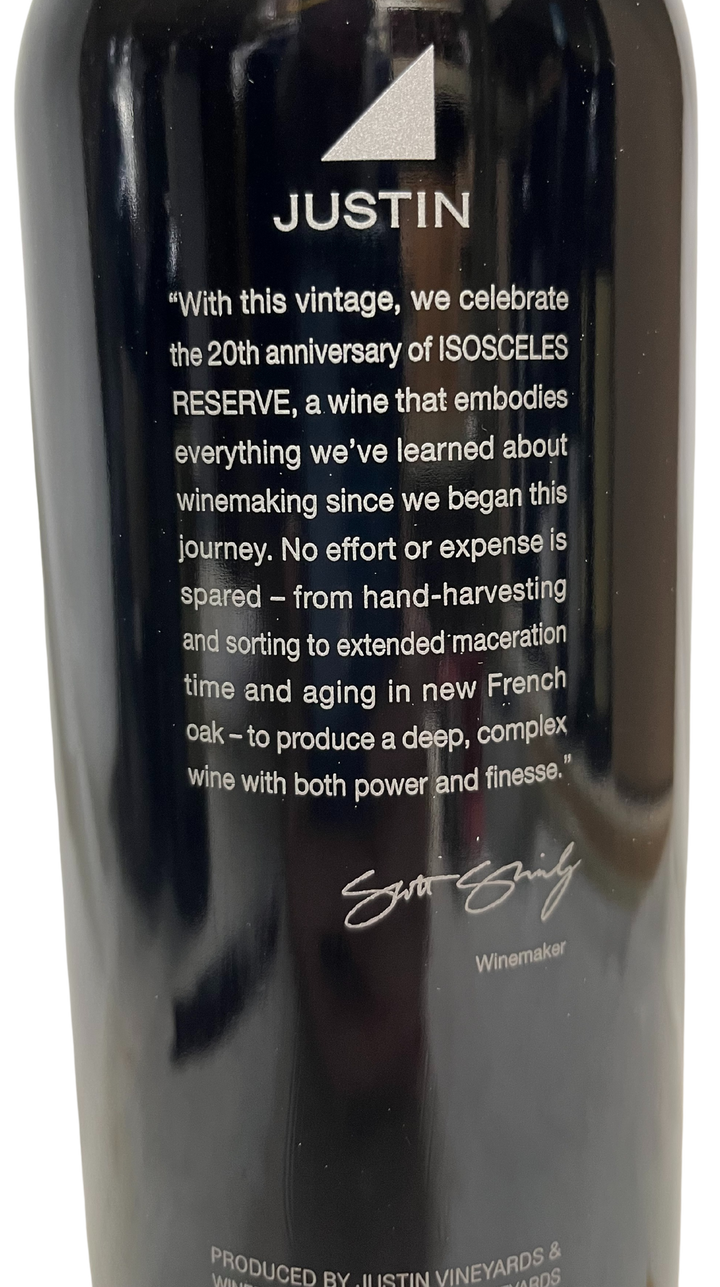 JUSTIN
“With this vintage, we celebrate
the 20th anniversary of ISOSCELES
RESERVE, a wine that embodies
everything we’ve learned about
winemaking since we began this
journey. No effort or expense is
spared – from hand-harvesting
and sorting to extended maceration
time and aging in new French
oak – to produce a deep, complex
wine with both power and finesse.”
Scott Shirley
Winemaker
PRODUCED BY JUSTIN VINEYARDS &